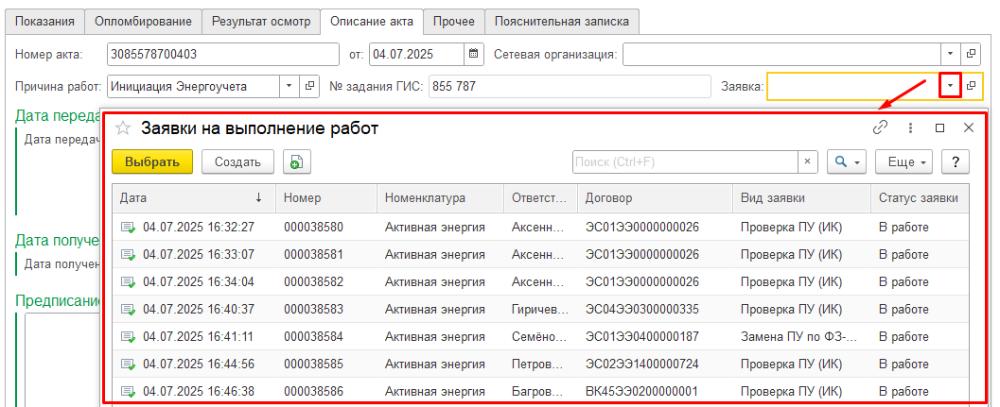 Показания Опломбирование Результат осмотр Описание акта Прочее Пояснительная записка
Номер акта: 3085578700403 от: 04.07.2025 Сетевая организация:
Причина работ: Инициация Энергоучета № задания ГИС: 855 787 Заявка:
Дата переда
Заявки на выполнение работ
Дата передач
Выбрать Создать Поиск (Ctrl+F) × Еще ?
Дата ↓ Номер Номенклатура Ответст... Договор Вид заявки Статус заявки
04.07.2025 16:32:27 000038580 Активная энергия Аксенн... ЭС01ЭЭ0000000026 Проверка ПУ (ИК) В работе
Дата получе
04.07.2025 16:33:07 000038581 Активная энергия Аксенн... ЭС01ЭЭ0000000026 Проверка ПУ (ИК) В работе
Дата получен
04.07.2025 16:34:04 000038582 Активная энергия Аксенн... ЭС01ЭЭ0000000026 Проверка ПУ (ИК) В работе
Предписание
04.07.2025 16:40:37 000038583 Активная энергия Гиричев... ЭС04ЭЭ0300000335 Проверка ПУ (ИК) В работе
04.07.2025 16:41:11 000038584 Активная энергия Семёно... ЭС01ЭЭ0400000187 Замена ПУ по ФЗ-... В работе
04.07.2025 16:44:56 000038585 Активная энергия Петров... ЭС02ЭЭ1400000724 Проверка ПУ (ИК) В работе
04.07.2025 16:46:38 000038586 Активная энергия Багров... ВК45ЭЭ0200000001 Проверка ПУ (ИК) В работе